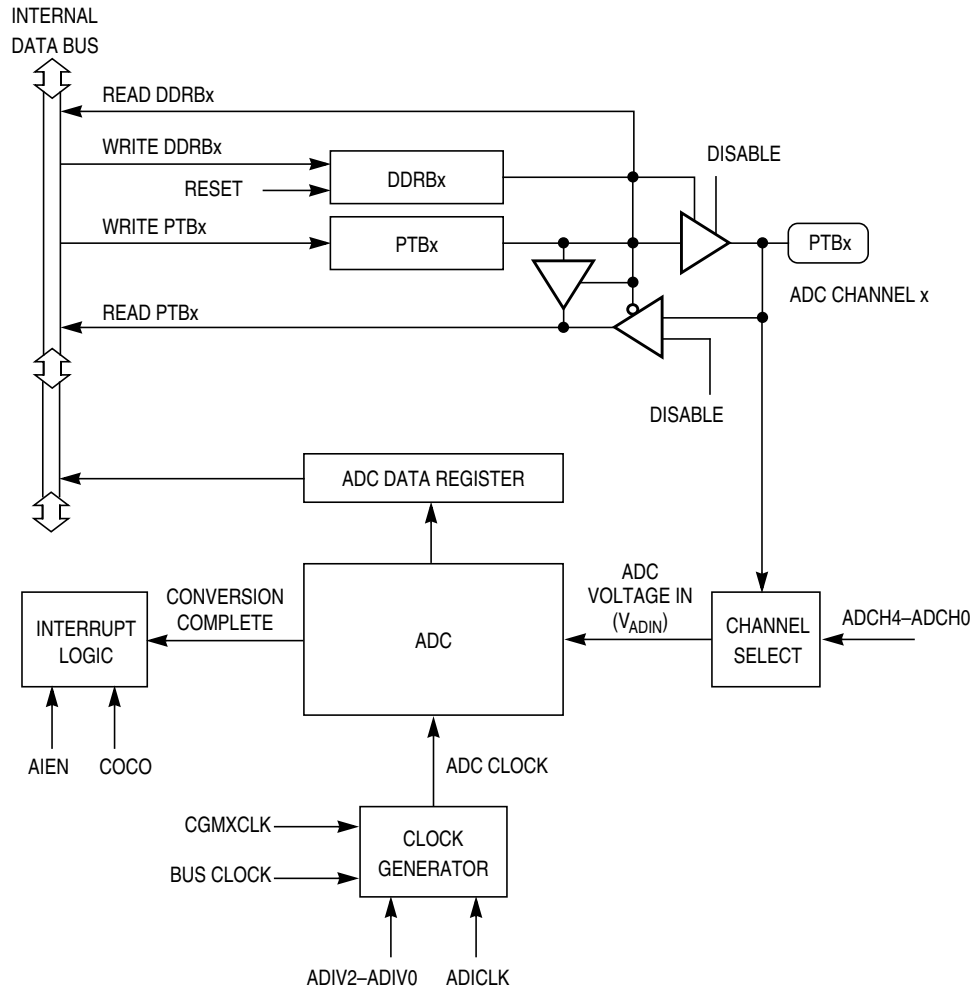 INTERNAL
DATA BUS
READ DDRBx
WRITE DDRBx
DISABLE
RESET
DDRBx
WRITE PTBx
PTBx
PTBx
ADC CHANNEL x
READ PTBx
DISABLE
ADC DATA REGISTER
INTERRUPT
LOGIC
CONVERSION
COMPLETE
ADC
ADC
VOLTAGE IN
(VADIN)
CHANNEL
SELECT
ADCH4–ADCH0
AIEN
COCO
ADC CLOCK
CGMXCLK
BUS CLOCK
CLOCK
GENERATOR
ADIV2–ADIV0
ADICLK